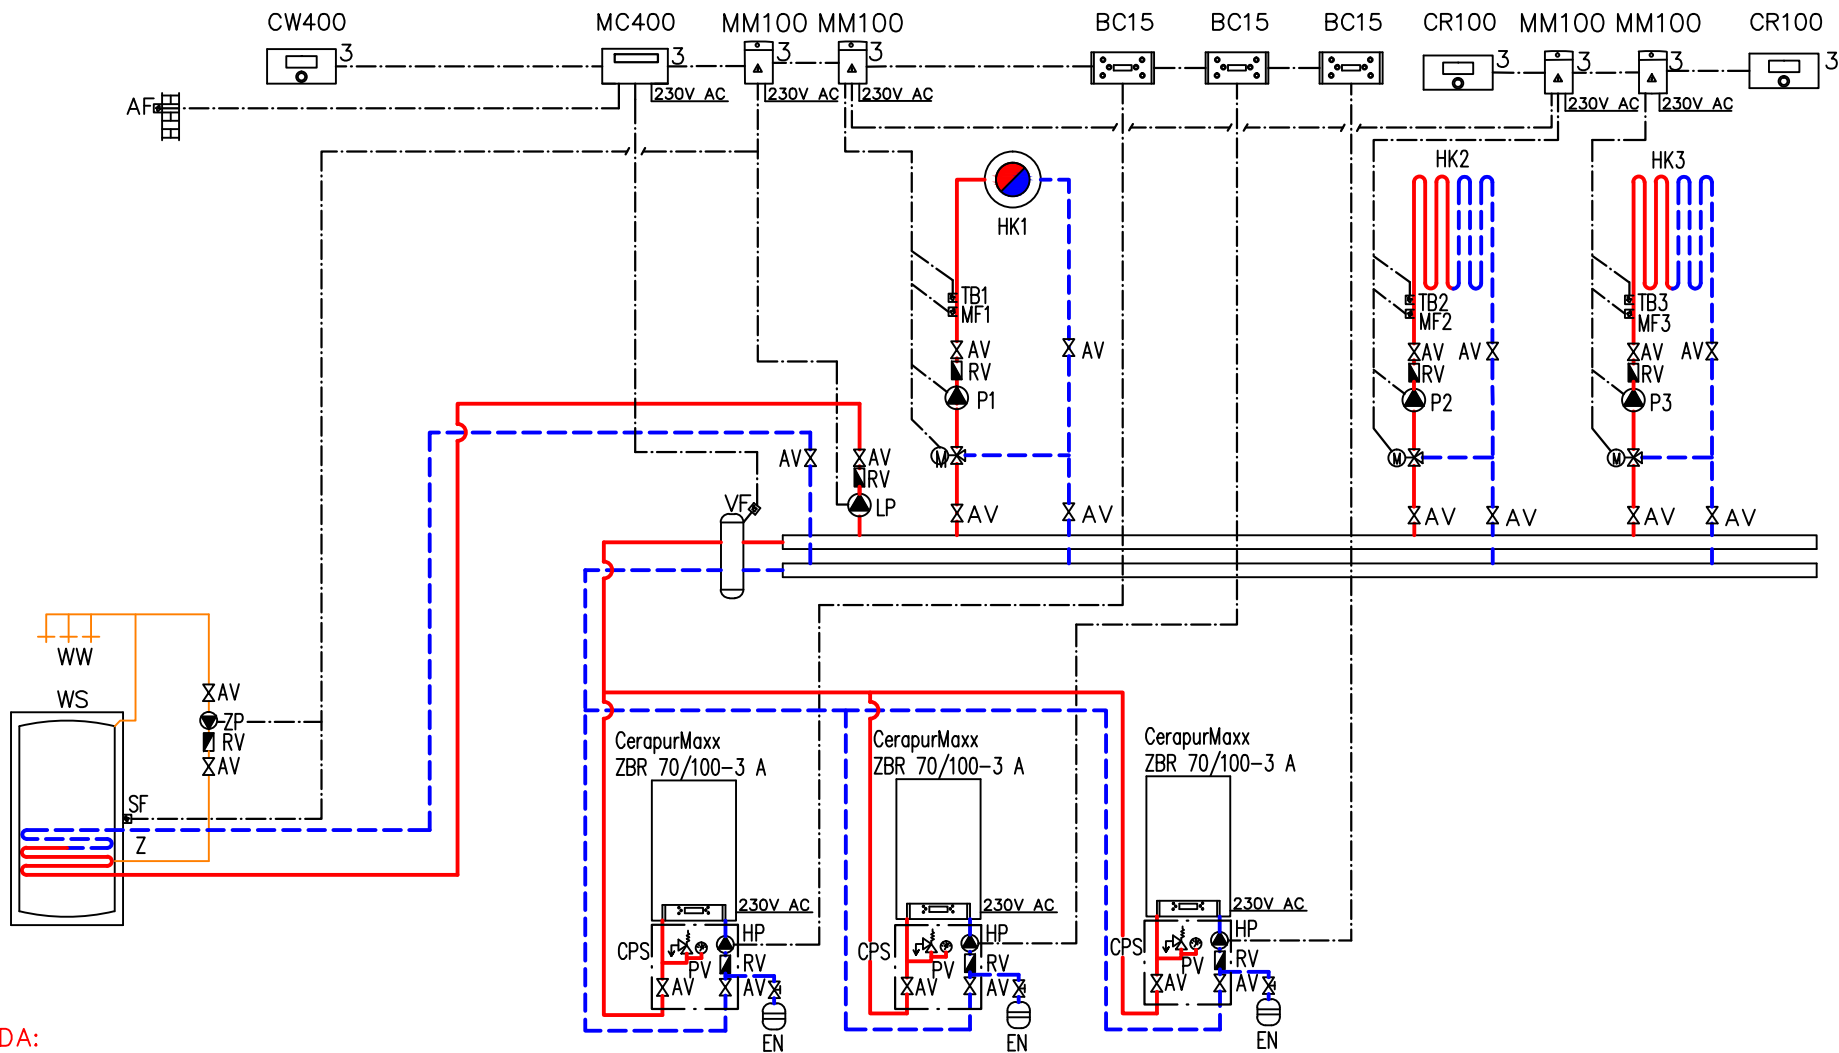 CW400 MC400 MM100 MM100 BC15 BC15 BC15 CR100 MM100 MM100 CR100
3 3 3 3 3 3 3 3
230V AC 230V AC 230V AC 230V AC 230V AC
AF
HK1 HK2 HK3
TB1 TB2 TB3
MF1 MF2 MF3
AV AV AV AV AV AV
RV RV RV
P1 P2 P3
AV AV
RV
M M M
LP
VF
AV AV AV AV AV AV
WW
WS
AV
ZP
RV
AV
SF
Z
CerapurMaxx
ZBR 70/100-3 A
CerapurMaxx
ZBR 70/100-3 A
CerapurMaxx
ZBR 70/100-3 A
230V AC 230V AC 230V AC
HP HP HP
CPS CPS CPS
PV RV PV RV PV RV
AV AV AV AV AV AV
EN EN EN
DA: